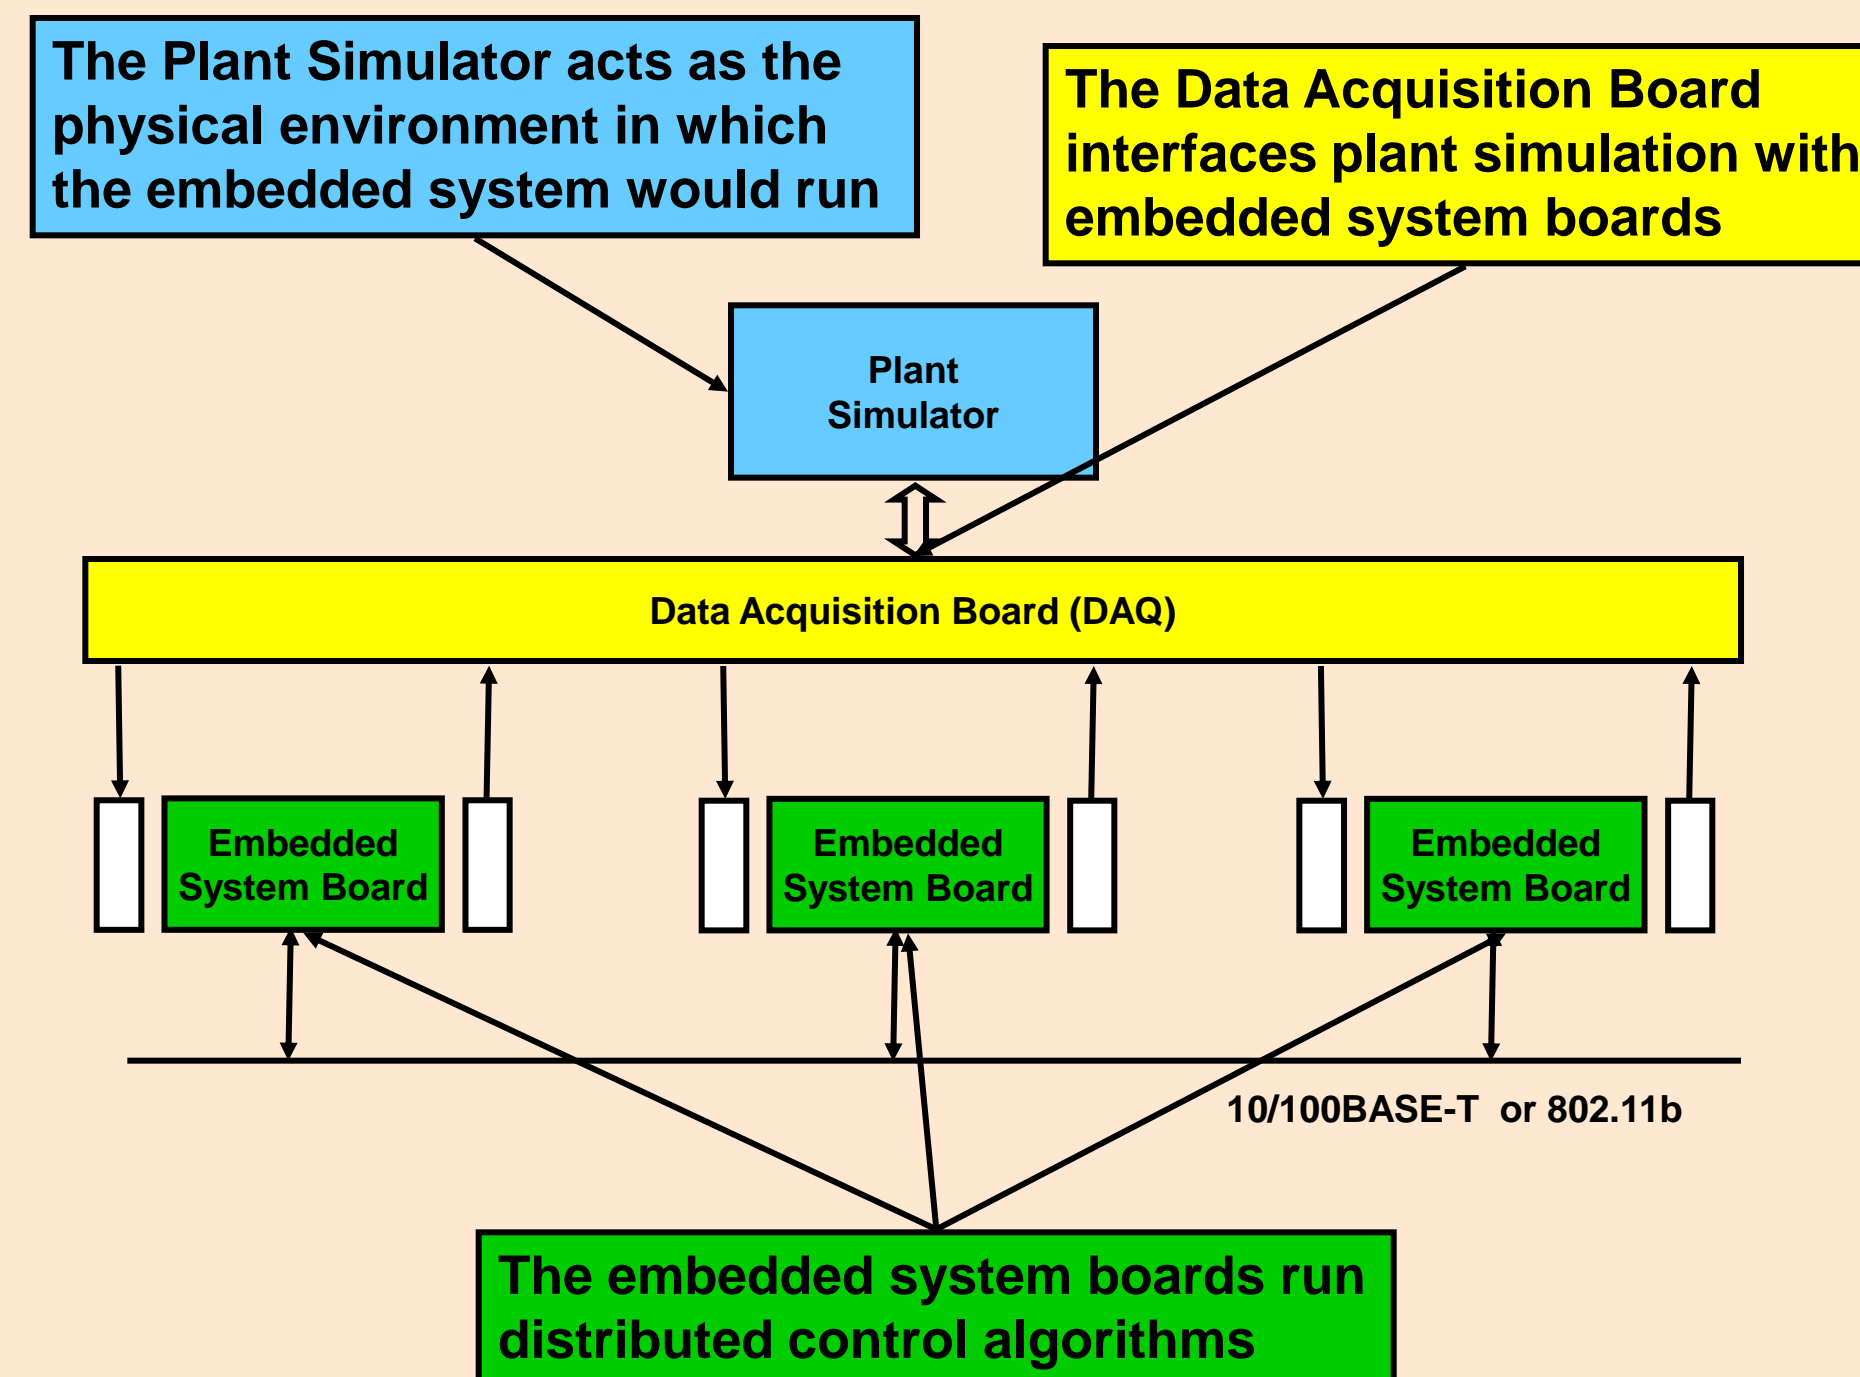 The Plant Simulator acts as the
physical environment in which
the embedded system would run
The Data Acquisition Board
interfaces plant simulation with
embedded system boards
Plant
Simulator
Data Acquisition Board (DAQ)
Embedded
System Board
Embedded
System Board
Embedded
System Board
10/100BASE-T or 802.11b
The embedded system boards run
distributed control algorithms